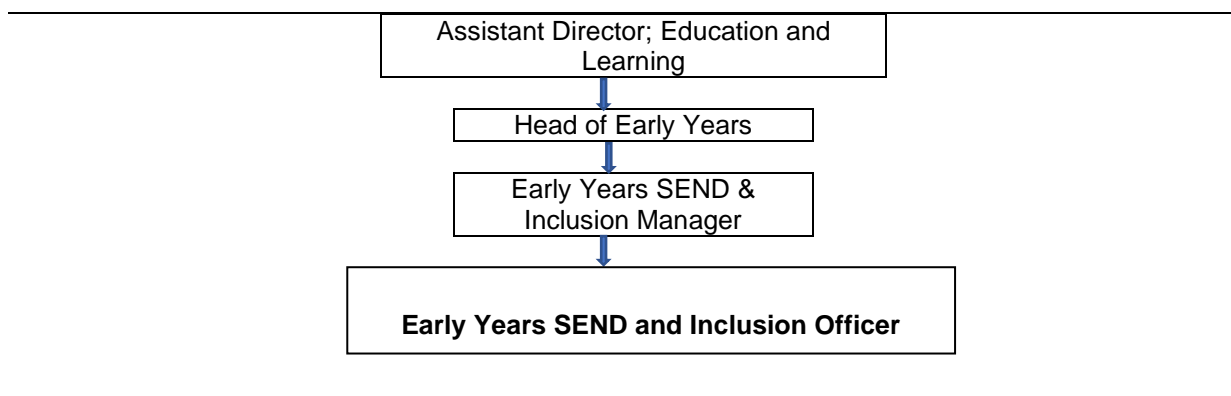 Assistant Director; Education and
Learning
Head of Early Years
Early Years SEND &
Inclusion Manager
Early Years SEND and Inclusion Officer